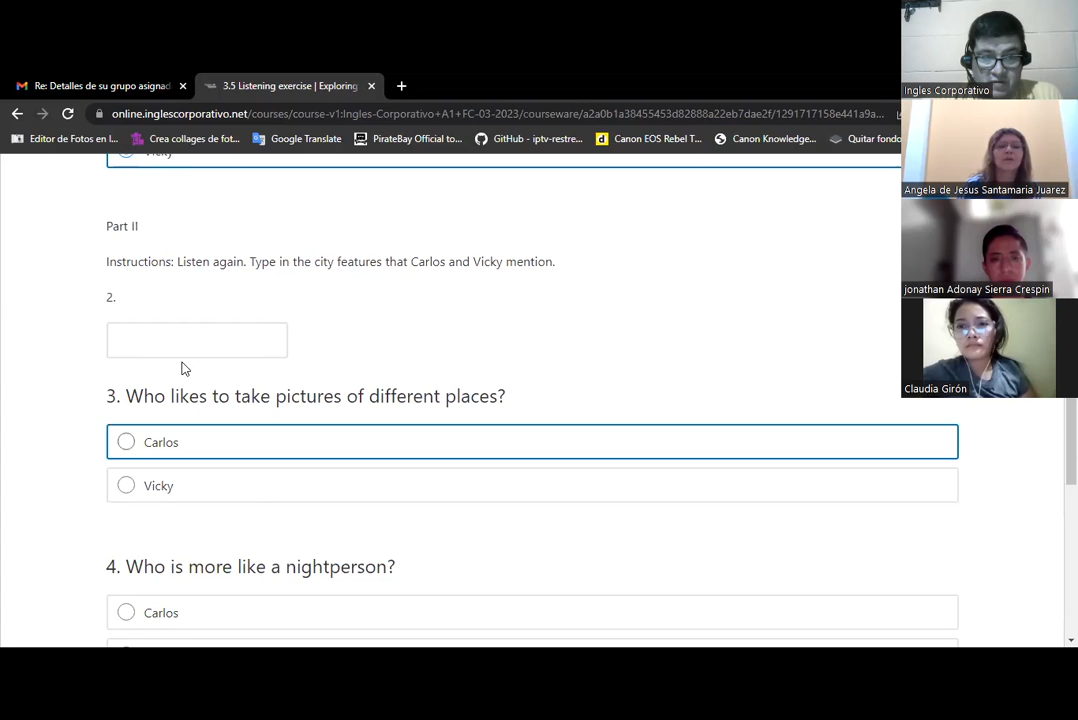 Re: Detalles de su grupo asignad
3.5 Listening exercise | Exploring
online.inglescorporativo.net/courses/course-v1:Ingles-Corporativo+A1+FC-03-2023/courseware/a2a0b1a38455453d82888a22eb7dae2f/1291717158e441a9a...
Editor de Fotos en l...
Crea collages de fot...
Google Translate
PirateBay Official to...
GitHub - iptv-restre...
Canon EOS Rebel T...
Canon Knowledge...
Quitar fondo
Vicky
Part II
Instructions: Listen again. Type in the city features that Carlos and Vicky mention.
2.
3. Who likes to take pictures of different places?
Carlos
Vicky
4. Who is more like a nightperson?
Carlos
Ingles Corporativo
Angela de Jesus Santamaria Juarez
jonathan Adonay Sierra Crespin
Claudia Girón